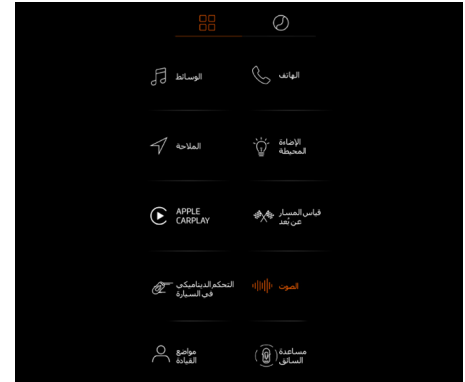 الهاتف
الوسائط
الإضاءة
المحيطة
الملاحة
قياس المسار
عن بُعد
APPLE
CARPLAY
الصوت
التحكم الديناميكي
في السيارة
مساعدة
السائق
مواضع
القيادة